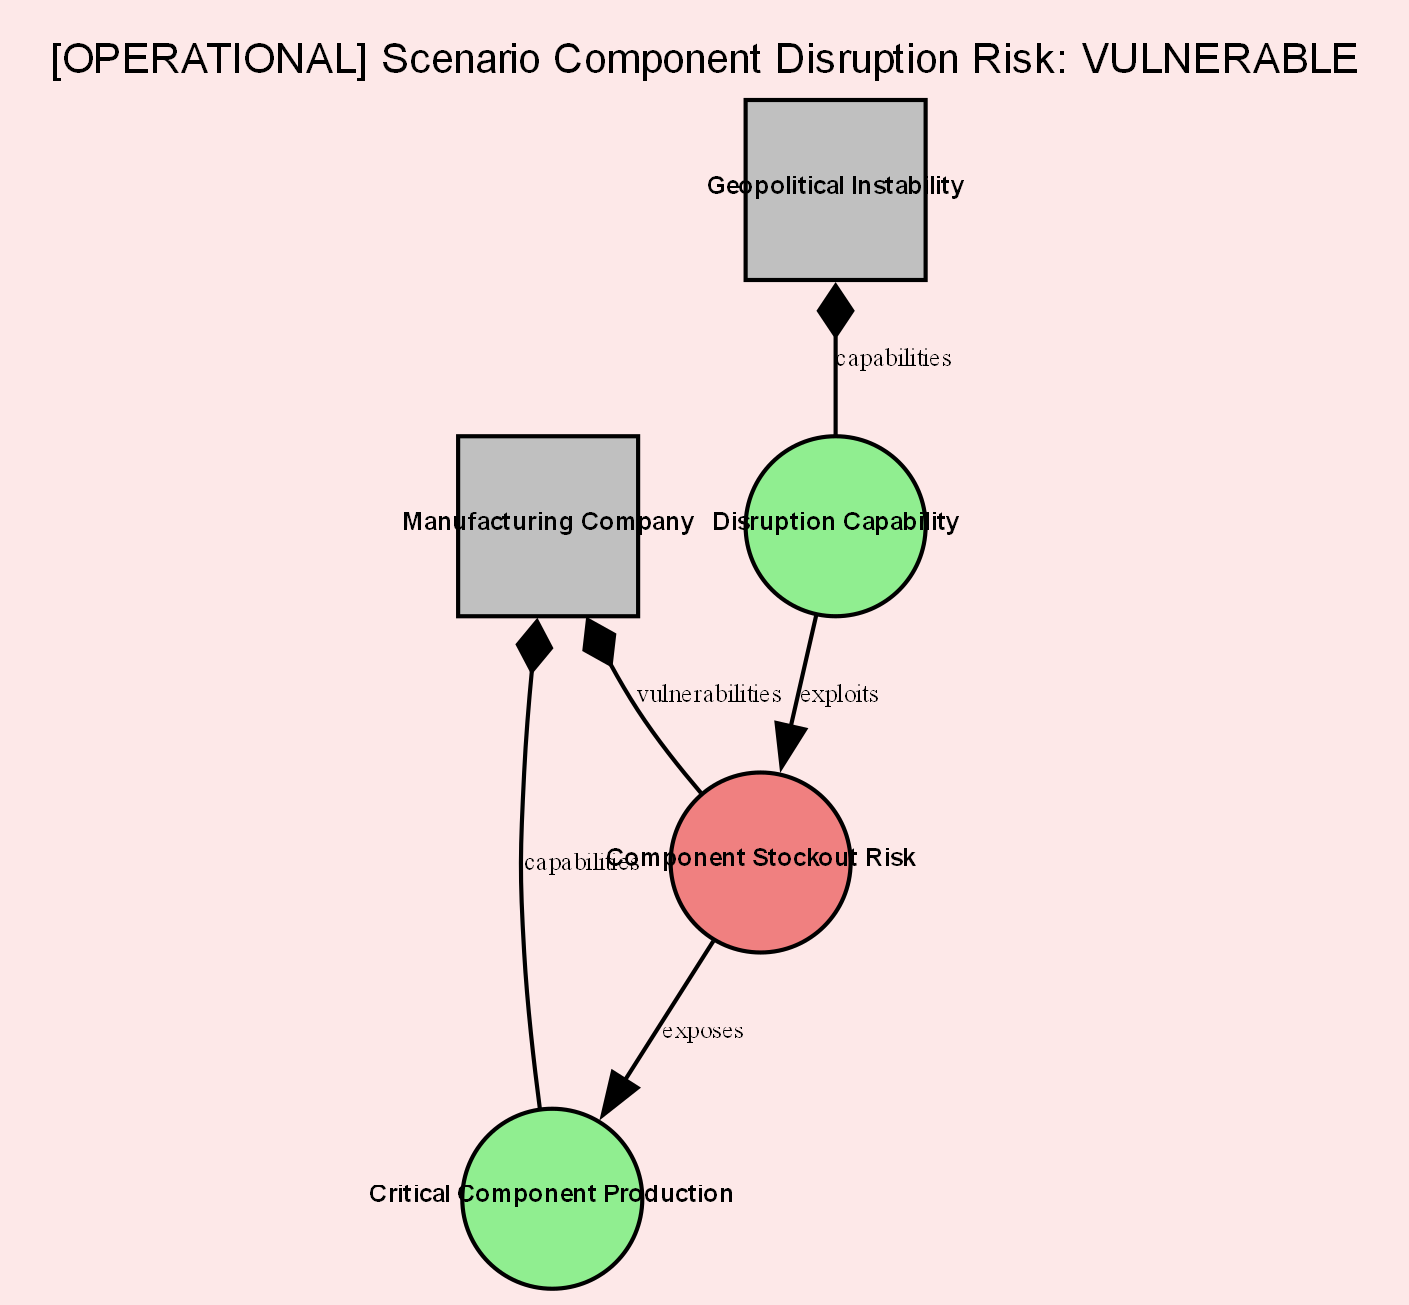 [OPERATIONAL] Scenario Component Disruption Risk: VULNERABLE
Geopolitical Instability
capabilities
Manufacturing Company
Disruption Capability
vulnerabilities
exploits
capabilities
Component Stockout Risk
exposes
Critical Component Production